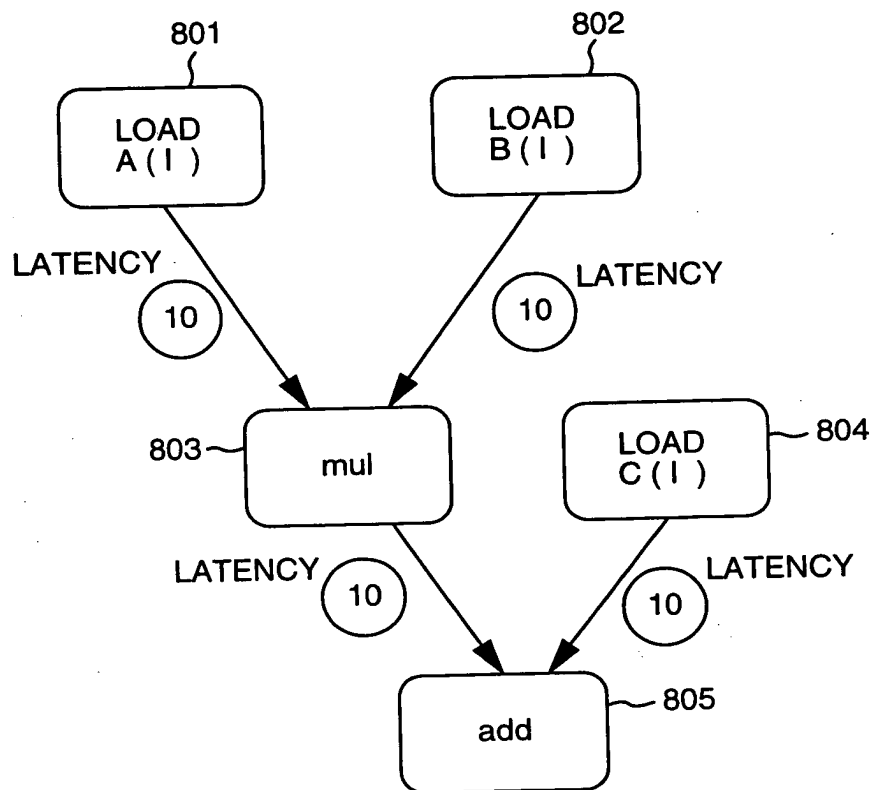 801
802
LOAD
A ( I )
LOAD
B ( I )
LATENCY
10
LATENCY
10
803
mul
LOAD
C ( I )
804
LATENCY
10
LATENCY
10
add
805